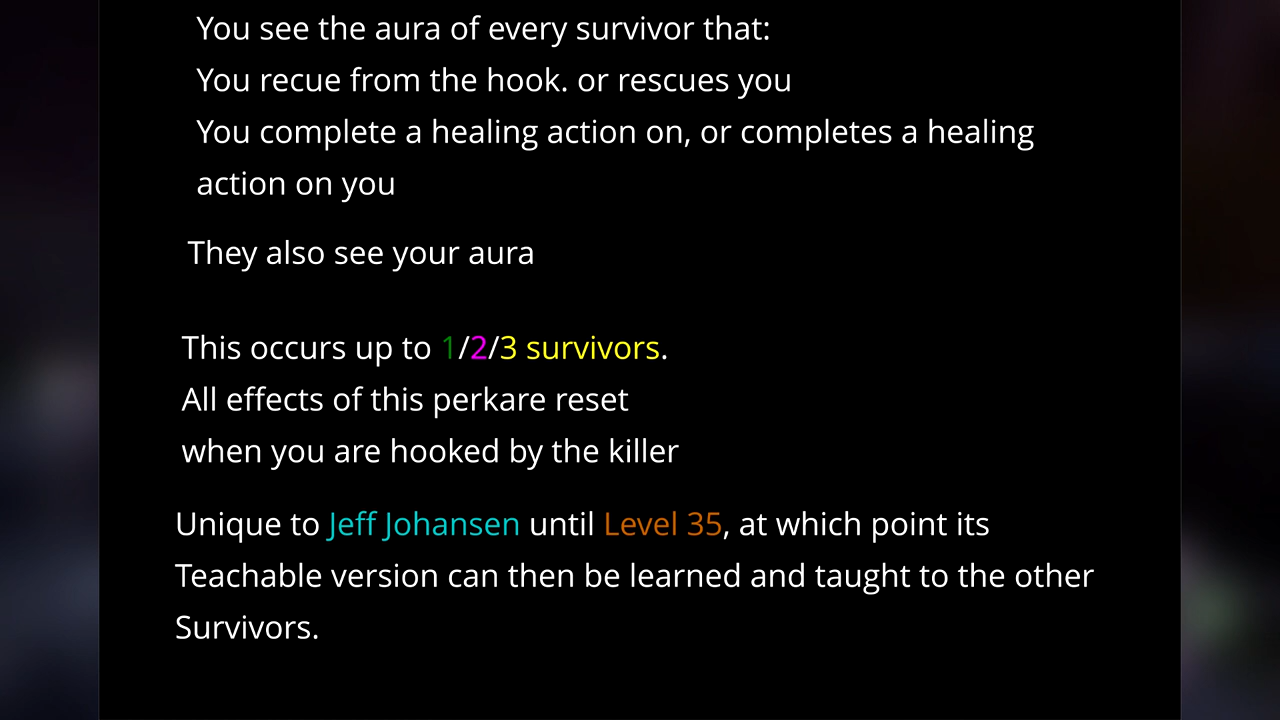 You see the aura of every survivor that:
You recue from the hook. or rescues you
You complete a healing action on, or completes a healing
action on you
They also see your aura
This occurs up to 1/2/3 survivors.
All effects of this perkare reset
when you are hooked by the killer
Unique to Jeff Johansen until Level 35, at which point its
Teachable version can then be learned and taught to the other
Survivors.